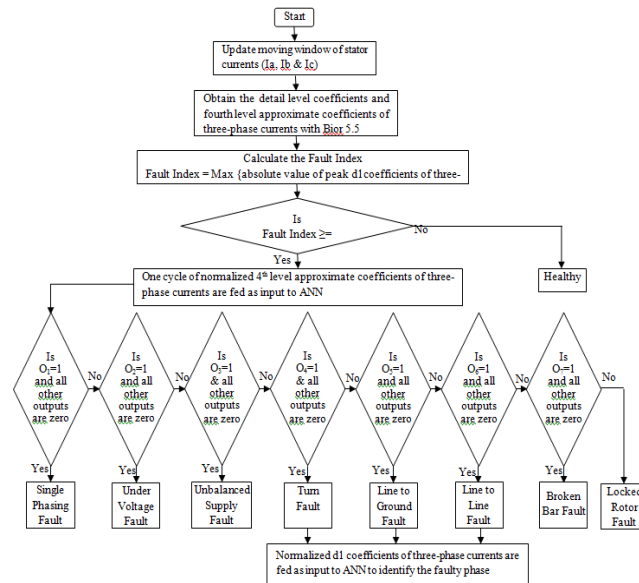 Start
Update moving window of stator
currents (Ia, Ib & Ic)
Obtain the detail level coefficients and
fourth level approximate coefficients of
three-phase currents with Bior 5.5
Calculate the Fault Index
Fault Index = Max {absolute value of peak d1coefficients of three-
Is
Fault Index ≥=
No
Yes
One cycle of normalized 4th level approximate coefficients of three-
phase currents are fed as input to ANN
Healthy
Is
O1=1
and all
other
outputs
are zero
No
Is
O2=1
and all
other
outputs
are zero
No
Is
O3=1
& all
other
outputs
are zero
No
Is
O4=1
& all
other
outputs
are zero
No
Is
O5=1
and all
other
outputs
are zero
No
Is
O6=1
and all
other
outputs
are zero
No
Is
O7=1
and all
other
outputs
are zero
No
Yes
Yes
Yes
Yes
Yes
Yes
Yes
Single
Phasing
Fault
Under
Voltage
Fault
Unbalanced
Supply
Fault
Turn
Fault
Line to
Ground
Fault
Line to
Line
Fault
Broken
Bar Fault
Locked
Rotor
Fault
Normalized d1 coefficients of three-phase currents are
fed as input to ANN to identify the faulty phase